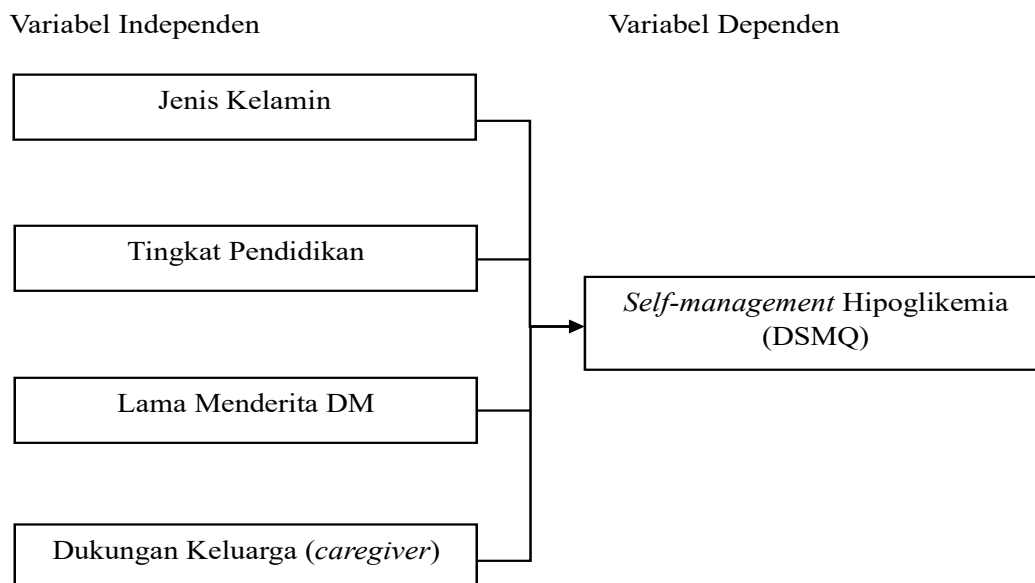 Variabel Independen
Variabel Dependen
Jenis Kelamin
Tingkat Pendidikan
Self-management Hipoglikemia
(DSMQ)
Lama Menderita DM
Dukungan Keluarga (caregiver)